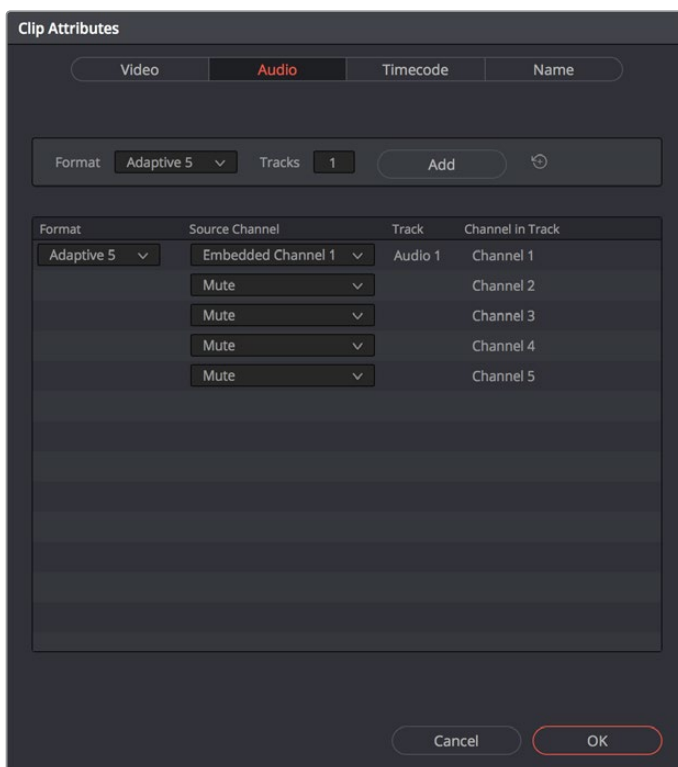 Clip Attributes
Video Audio Timecode Name
Format Adaptive 5 Tracks 1 Add
Format Source Channel Track Channel in Track
Adaptive 5 Embedded Channel 1 Audio 1 Channel 1
Mute Channel 2
Mute Channel 3
Mute Channel 4
Mute Channel 5
Cancel OK